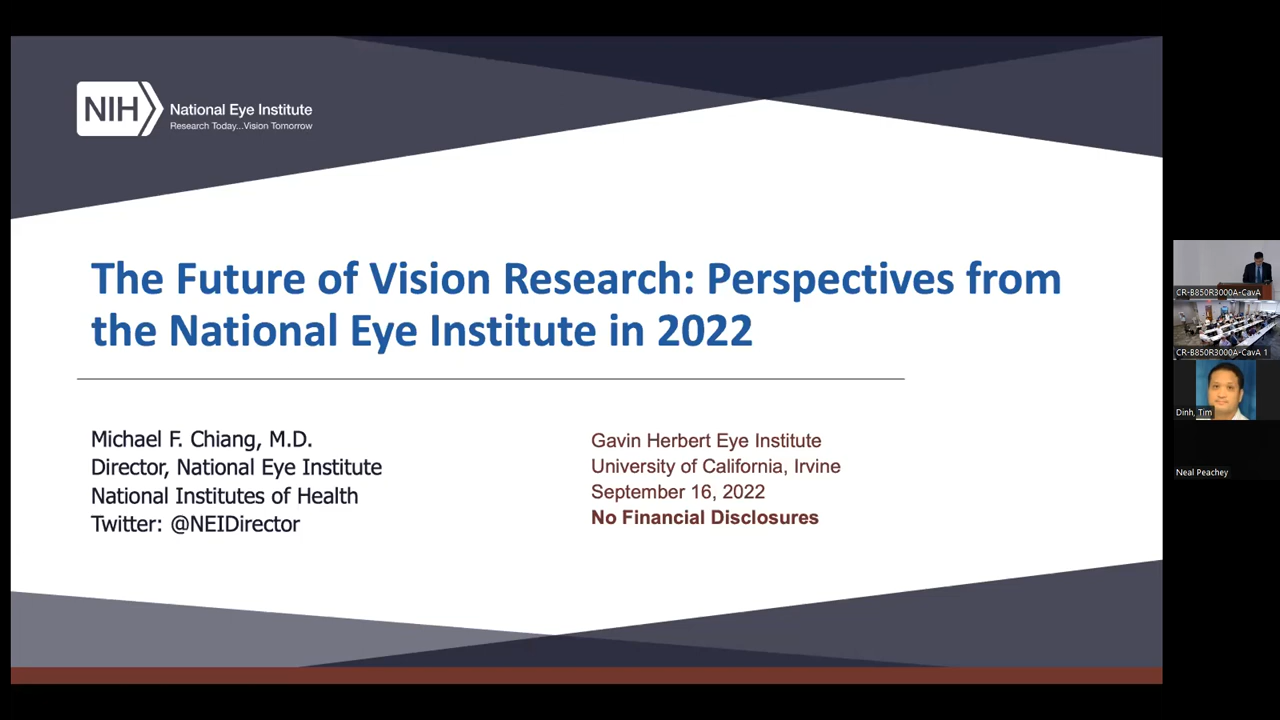 NIH
National Eye Institute
Research Today...Vision Tomorrow
The Future of Vision Research: Perspectives from
the National Eye Institute in 2022
Michael F. Chiang, M.D.
Director, National Eye Institute
National Institutes of Health
Twitter: @NEIDirector
Gavin Herbert Eye Institute
University of California, Irvine
September 16, 2022
No Financial Disclosures
CR-B850R3000A-CavA
CR-B850R3000A-CavA 1
Dinh, Tim
Neal Peachey